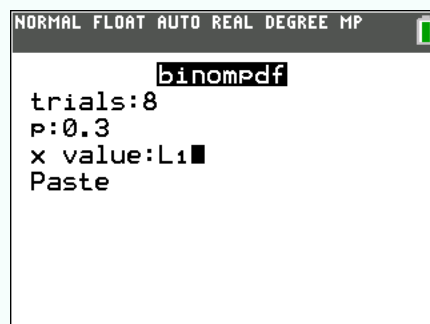 NORMAL FLOAT AUTO REAL DEGREE MP
binompdf
trials:8
p:0.3
x value:L₁
Paste